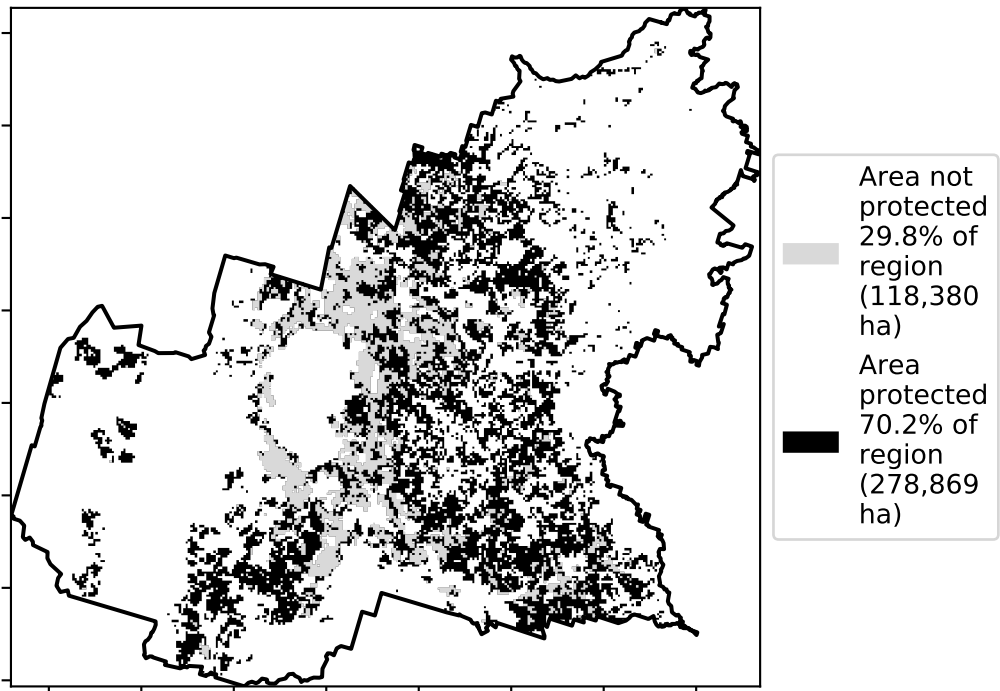 Area not
protected
29.8% of
region
(118,380
ha)
Area
protected
70.2% of
region
(278,869
ha)